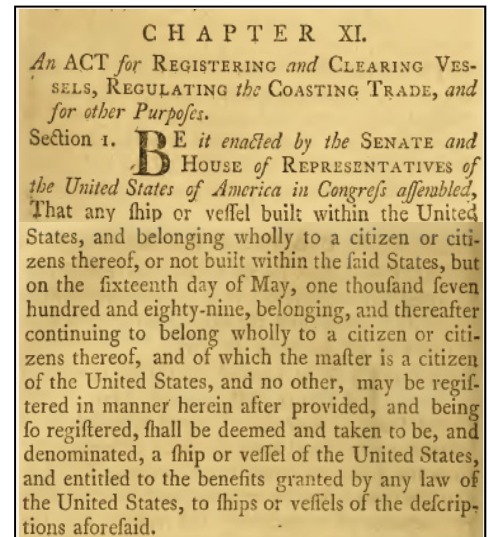 CHAPTER XI.
An ACT for REGISTERING and CLEARING VES-
SELS, REGULATING the COASTING TRADE, and
for other Purpoſes.
Section 1. BE it enacted by the SENATE and
HOUSE of REPRESENTATIVES of
the United States of America in Congreſs aſſembled,
That any ſhip or veſſel built within the United
States, and belonging wholly to a citizen or citi-
zens thereof, or not built within the ſaid States, but
on the ſixteenth day of May, one thouſand ſeven
hundred and eighty-nine, belonging, and thereafter
continuing to belong wholly to a citizen or citi-
zens thereof, and of which the maſter is a citizen
of the United States, and no other, may be regiſ-
tered in manner herein after provided, and being
ſo regiſtered, ſhall be deemed and taken to be, and
denominated, a ſhip or veſſel of the United States,
and entitled to the benefits granted by any law of
the United States, to ſhips or veſſels of the deſcrip-
tions aforeſaid.